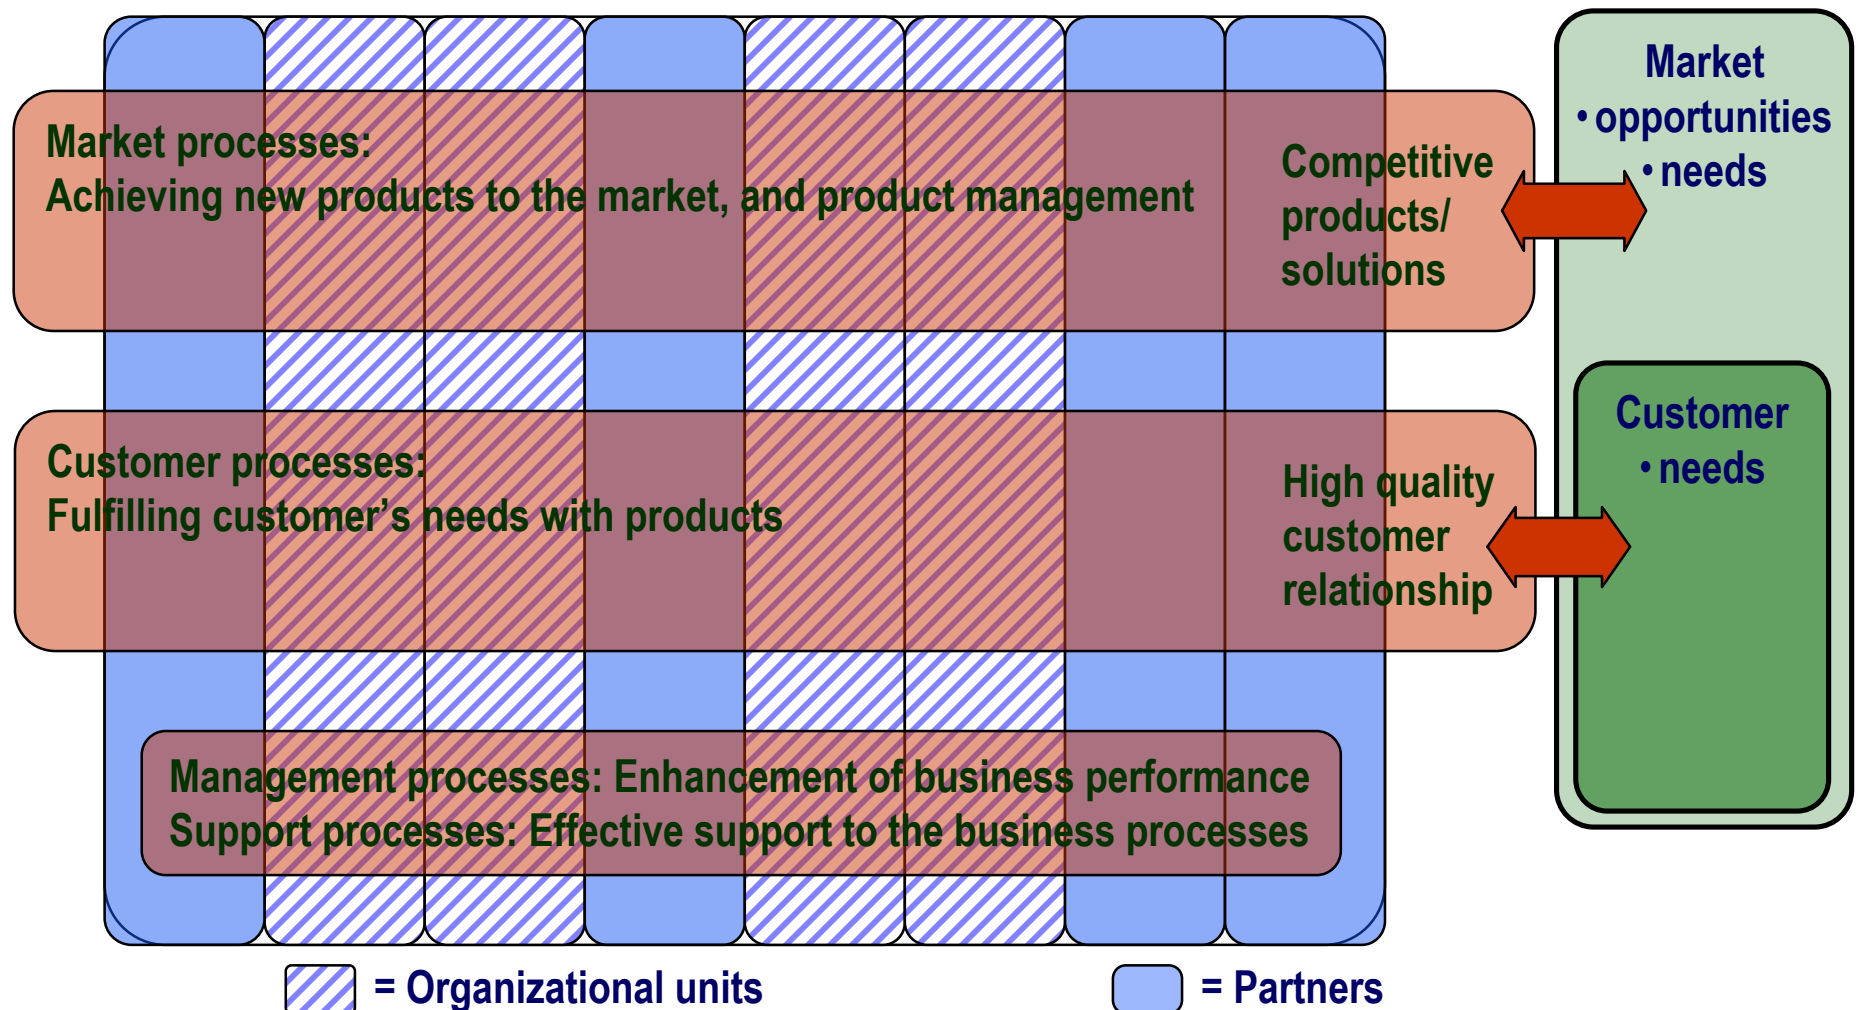 Market processes:
Achieving new products to the market, and product management
Competitive
products/
solutions
Market
• opportunities
• needs
Customer processes:
Fulfilling customer’s needs with products
High quality
customer
relationship
Customer
• needs
Management processes: Enhancement of business performance
Support processes: Effective support to the business processes
= Organizational units
= Partners